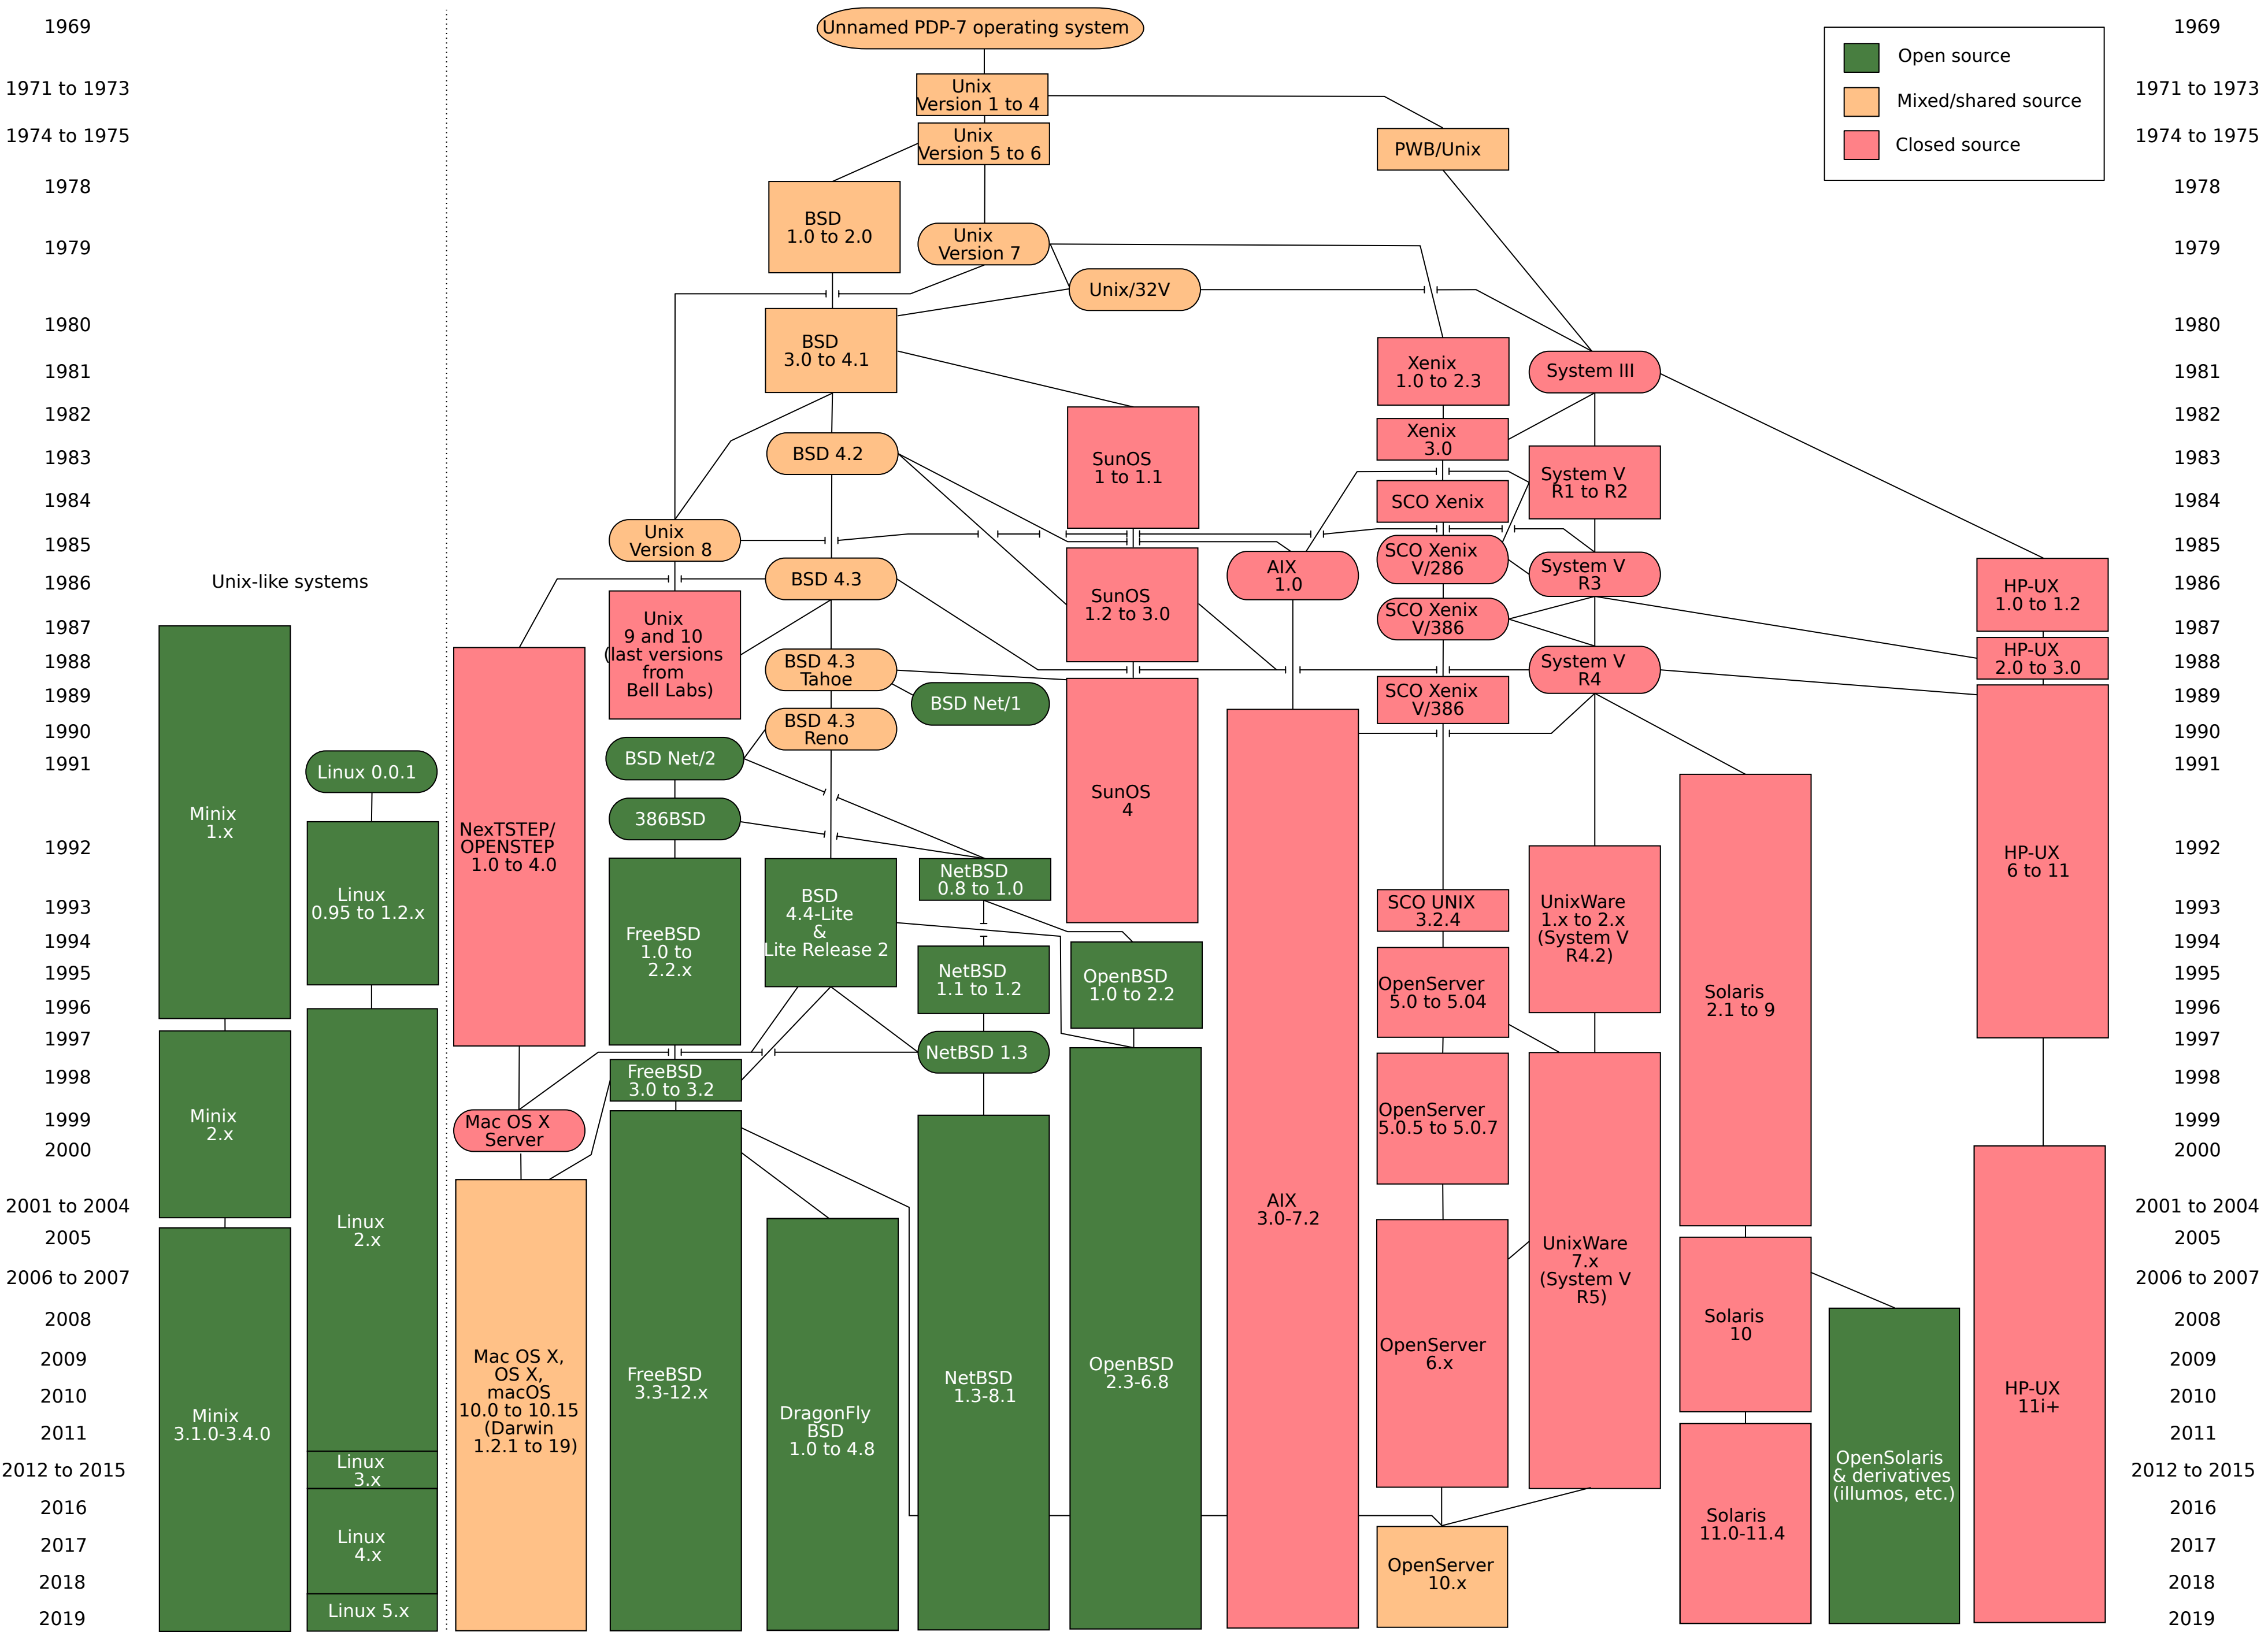 1969
1971 to 1973
1974 to 1975
1978
1979
1980
1981
1982
1983
1984
1985
1986
1987
1988
1989
1990
1991
1992
1993
1994
1995
1996
1997
1998
1999
2000
2001 to 2004
2005
2006 to 2007
2008
2009
2010
2011
2012 to 2015
2016
2017
2018
2019
Unix-like systems
Minix
1.x
Minix
2.x
Minix
3.1.0-3.4.0
Linux 0.0.1
Linux
0.95 to 1.2.x
Linux
2.x
Linux
3.x
Linux
4.x
Linux 5.x
Unnamed PDP-7 operating system
Unix
Version 1 to 4
Unix
Version 5 to 6
PWB/Unix
BSD
1.0 to 2.0
Unix
Version 7
Unix/32V
BSD
3.0 to 4.1
Xenix
1.0 to 2.3
System III
Xenix
3.0
BSD 4.2
SunOS
1 to 1.1
System V
R1 to R2
SCO Xenix
Unix
Version 8
SCO Xenix
V/286
System V
R3
AIX
1.0
BSD 4.3
SunOS
1.2 to 3.0
HP-UX
1.0 to 1.2
SCO Xenix
V/386
Unix
9 and 10
(last versions
from
Bell Labs)
BSD 4.3
Tahoe
System V
R4
HP-UX
2.0 to 3.0
BSD Net/1
SCO Xenix
V/386
BSD 4.3
Reno
BSD Net/2
386BSD
SunOS
4
NexTSTEP/
OPENSTEP
1.0 to 4.0
HP-UX
6 to 11
NetBSD
0.8 to 1.0
BSD
4.4-Lite
&
Lite Release 2
SCO UNIX
3.2.4
UnixWare
1.x to 2.x
(System V
R4.2)
FreeBSD
1.0 to
2.2.x
NetBSD
1.1 to 1.2
OpenBSD
1.0 to 2.2
OpenServer
5.0 to 5.04
Solaris
2.1 to 9
NetBSD 1.3
FreeBSD
3.0 to 3.2
Mac OS X
Server
OpenServer
5.0.5 to 5.0.7
AIX
3.0-7.2
UnixWare
7.x
(System V
R5)
Solaris
10
OpenServer
6.x
Mac OS X,
OS X,
macOS
10.0 to 10.15
(Darwin
1.2.1 to 19)
FreeBSD
3.3-12.x
DragonFly
BSD
1.0 to 4.8
NetBSD
1.3-8.1
OpenBSD
2.3-6.8
HP-UX
11i+
OpenSolaris
& derivatives
(illumos, etc.)
Solaris
11.0-11.4
OpenServer
10.x
Open source
Mixed/shared source
Closed source
1969
1971 to 1973
1974 to 1975
1978
1979
1980
1981
1982
1983
1984
1985
1986
1987
1988
1989
1990
1991
1992
1993
1994
1995
1996
1997
1998
1999
2000
2001 to 2004
2005
2006 to 2007
2008
2009
2010
2011
2012 to 2015
2016
2017
2018
2019